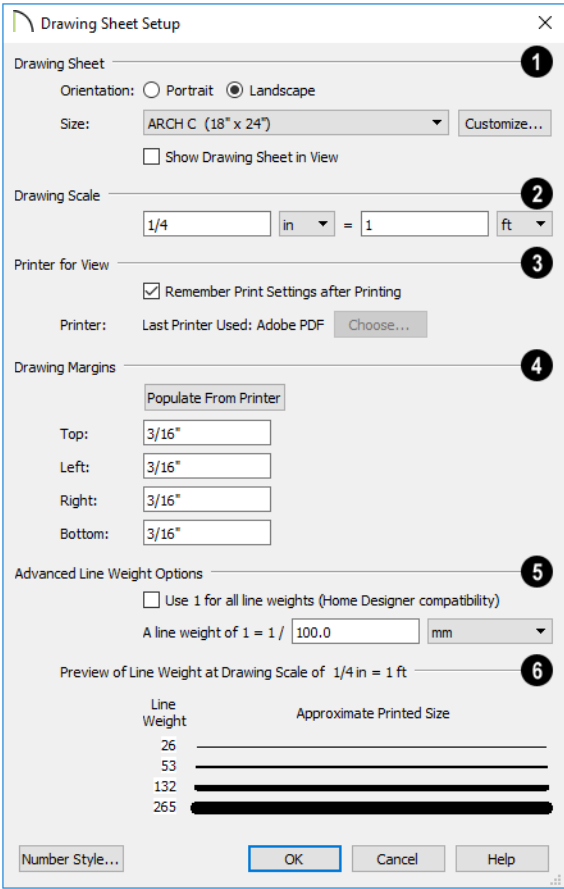 Drawing Sheet Setup
Drawing Sheet 1
Orientation: Portrait Landscape
Size: ARCH C (18" x 24") Customize...
Show Drawing Sheet in View
Drawing Scale 2
1/4 in = 1 ft
Printer for View 3
Remember Print Settings after Printing
Printer: Last Printer Used: Adobe PDF Choose...
Drawing Margins 4
Populate From Printer
Top: 3/16"
Left: 3/16"
Right: 3/16"
Bottom: 3/16"
Advanced Line Weight Options 5
Use 1 for all line weights (Home Designer compatibility)
A line weight of 1 = 1 / 100.0 mm
Preview of Line Weight at Drawing Scale of 1/4 in = 1 ft 6
Line
Weight Approximate Printed Size
26
53
132
265
Number Style... OK Cancel Help